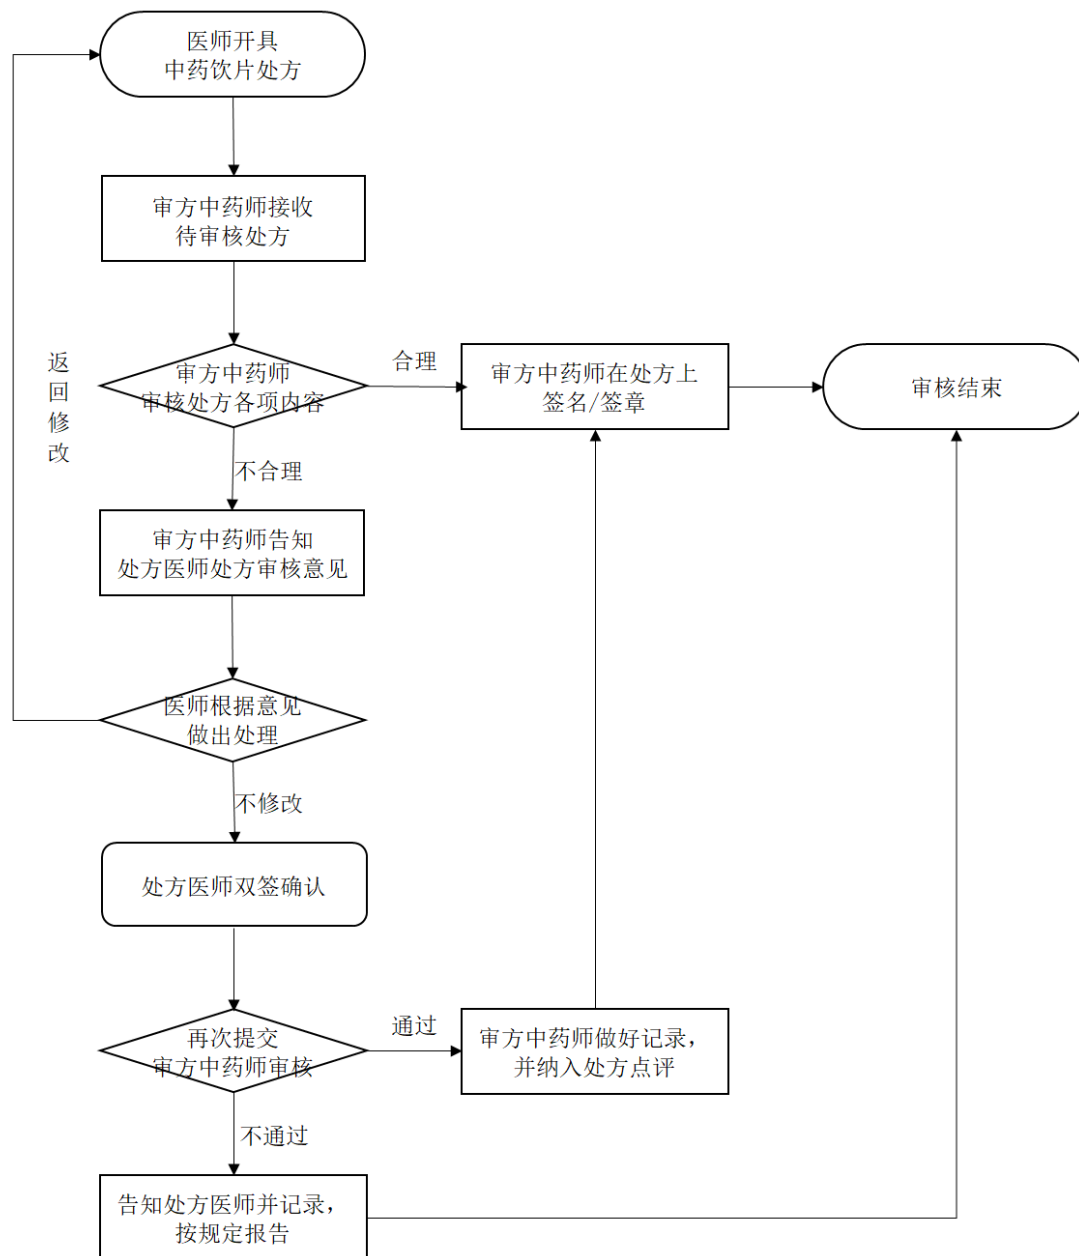 医师开具
中药饮片处方
审方中药师接收
待审核处方
返
回
修
改
审方中药师
审核处方各项内容
合理
审方中药师在处方上
签名/签章
审核结束
不合理
审方中药师告知
处方医师处方审核意见
医师根据意见
做出处理
不修改
处方医师双签确认
再次提交
审方中药师审核
通过
审方中药师做好记录,
并纳入处方点评
不通过
告知处方医师并记录,
按规定报告